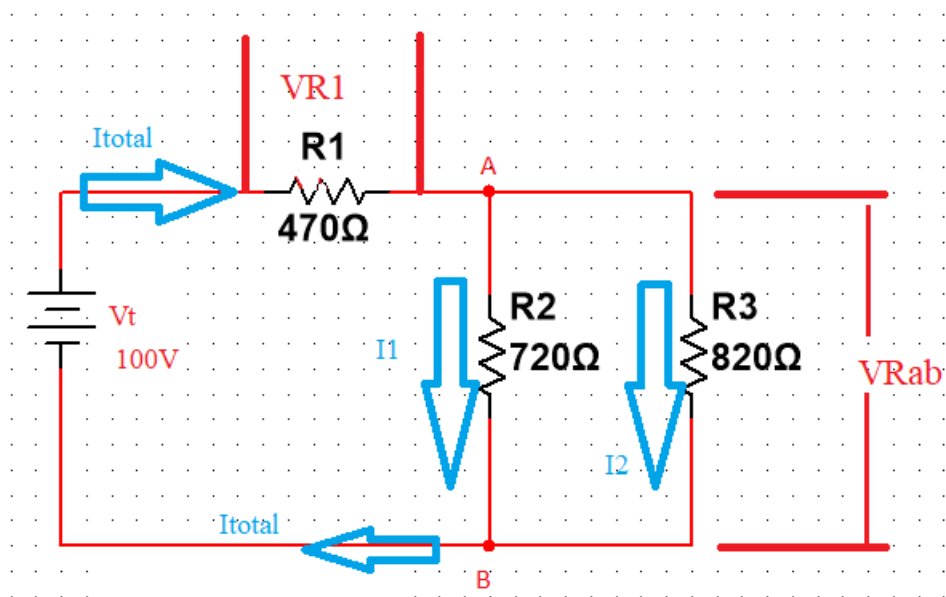 VR1
Itotal
R1
470Ω
A
Vt
100V
I1
R2
720Ω
R3
820Ω
VRab
I2
Itotal
B